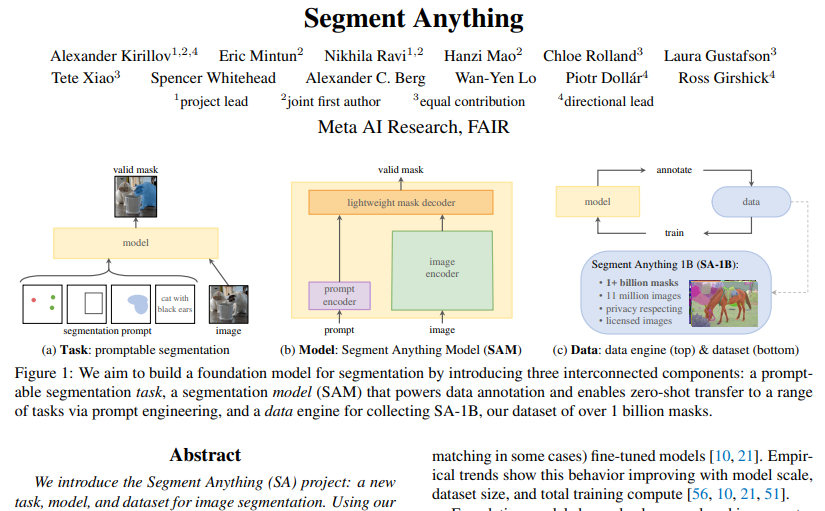 Segment Anything
Alexander Kirillov1,2,4 Eric Mintun2 Nikhila Ravi1,2 Hanzi Mao2 Chloe Rolland3 Laura Gustafson3
Tete Xiao3 Spencer Whitehead Alexander C. Berg Wan-Yen Lo Piotr Dollár4 Ross Girshick4
1project lead 2joint first author 3equal contribution 4directional lead
Meta AI Research, FAIR
valid mask
model
cat with
black ears
segmentation prompt
image
(a) Task: promptable segmentation
valid mask
lightweight mask decoder
image
encoder
prompt
encoder
prompt
image
(b) Model: Segment Anything Model (SAM)
annotate
model
data
train
Segment Anything 1B (SA-1B):
• 1+ billion masks
• 11 million images
• privacy respecting
• licensed images
(c) Data: data engine (top) & dataset (bottom)
Figure 1: We aim to build a foundation model for segmentation by introducing three interconnected components: a prompt-
able segmentation task, a segmentation model (SAM) that powers data annotation and enables zero-shot transfer to a range
of tasks via prompt engineering, and a data engine for collecting SA-1B, our dataset of over 1 billion masks.
Abstract
We introduce the Segment Anything (SA) project: a new
task, model, and dataset for image segmentation. Using our
matching in some cases) fine-tuned models [10, 21]. Empir-
ical trends show this behavior improving with model scale,
dataset size, and total training compute [56, 10, 21, 51].